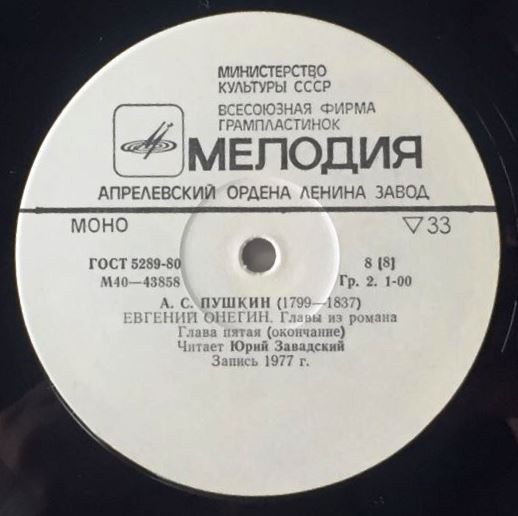 МИНИСТЕРСТВО
КУЛЬТУРЫ СССР
ВСЕСОЮЗНАЯ ФИРМА
ГРАМПЛАСТИНОК
МЕЛОДИЯ
АПРЕЛЕВСКИЙ ОРДЕНА ЛЕНИНА ЗАВОД
МОНО ▽33
ГОСТ 5289-80 8 [8]
М40—43858 Гр. 2. 1-00
А. С. ПУШКИН (1799—1837)
ЕВГЕНИЙ ОНЕГИН. Главы из романа
Глава пятая (окончание)
Читает Юрий Завадский
Запись 1977 г.